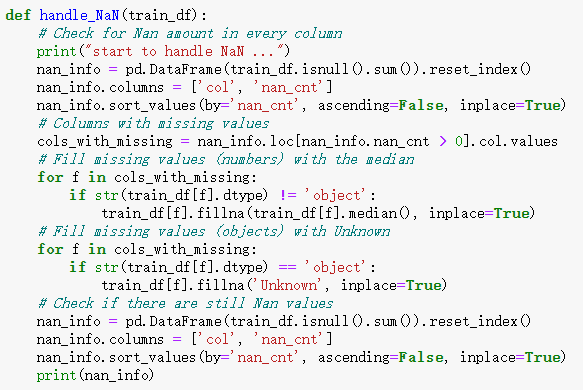 def handle_NaN(train_df):
    # Check for Nan amount in every column
    print("start to handle NaN ...")
    nan_info = pd.DataFrame(train_df.isnull().sum()).reset_index()
    nan_info.columns = ['col', 'nan_cnt']
    nan_info.sort_values(by='nan_cnt', ascending=False, inplace=True)
    # Columns with missing values
    cols_with_missing = nan_info.loc[nan_info.nan_cnt > 0].col.values
    # Fill missing values (numbers) with the median
    for f in cols_with_missing:
        if str(train_df[f].dtype) != 'object':
            train_df[f].fillna(train_df[f].median(), inplace=True)
    # Fill missing values (objects) with Unknown
    for f in cols_with_missing:
        if str(train_df[f].dtype) == 'object':
            train_df[f].fillna('Unknown', inplace=True)
    # Check if there are still Nan values
    nan_info = pd.DataFrame(train_df.isnull().sum()).reset_index()
    nan_info.columns = ['col', 'nan_cnt']
    nan_info.sort_values(by='nan_cnt', ascending=False, inplace=True)
    print(nan_info)